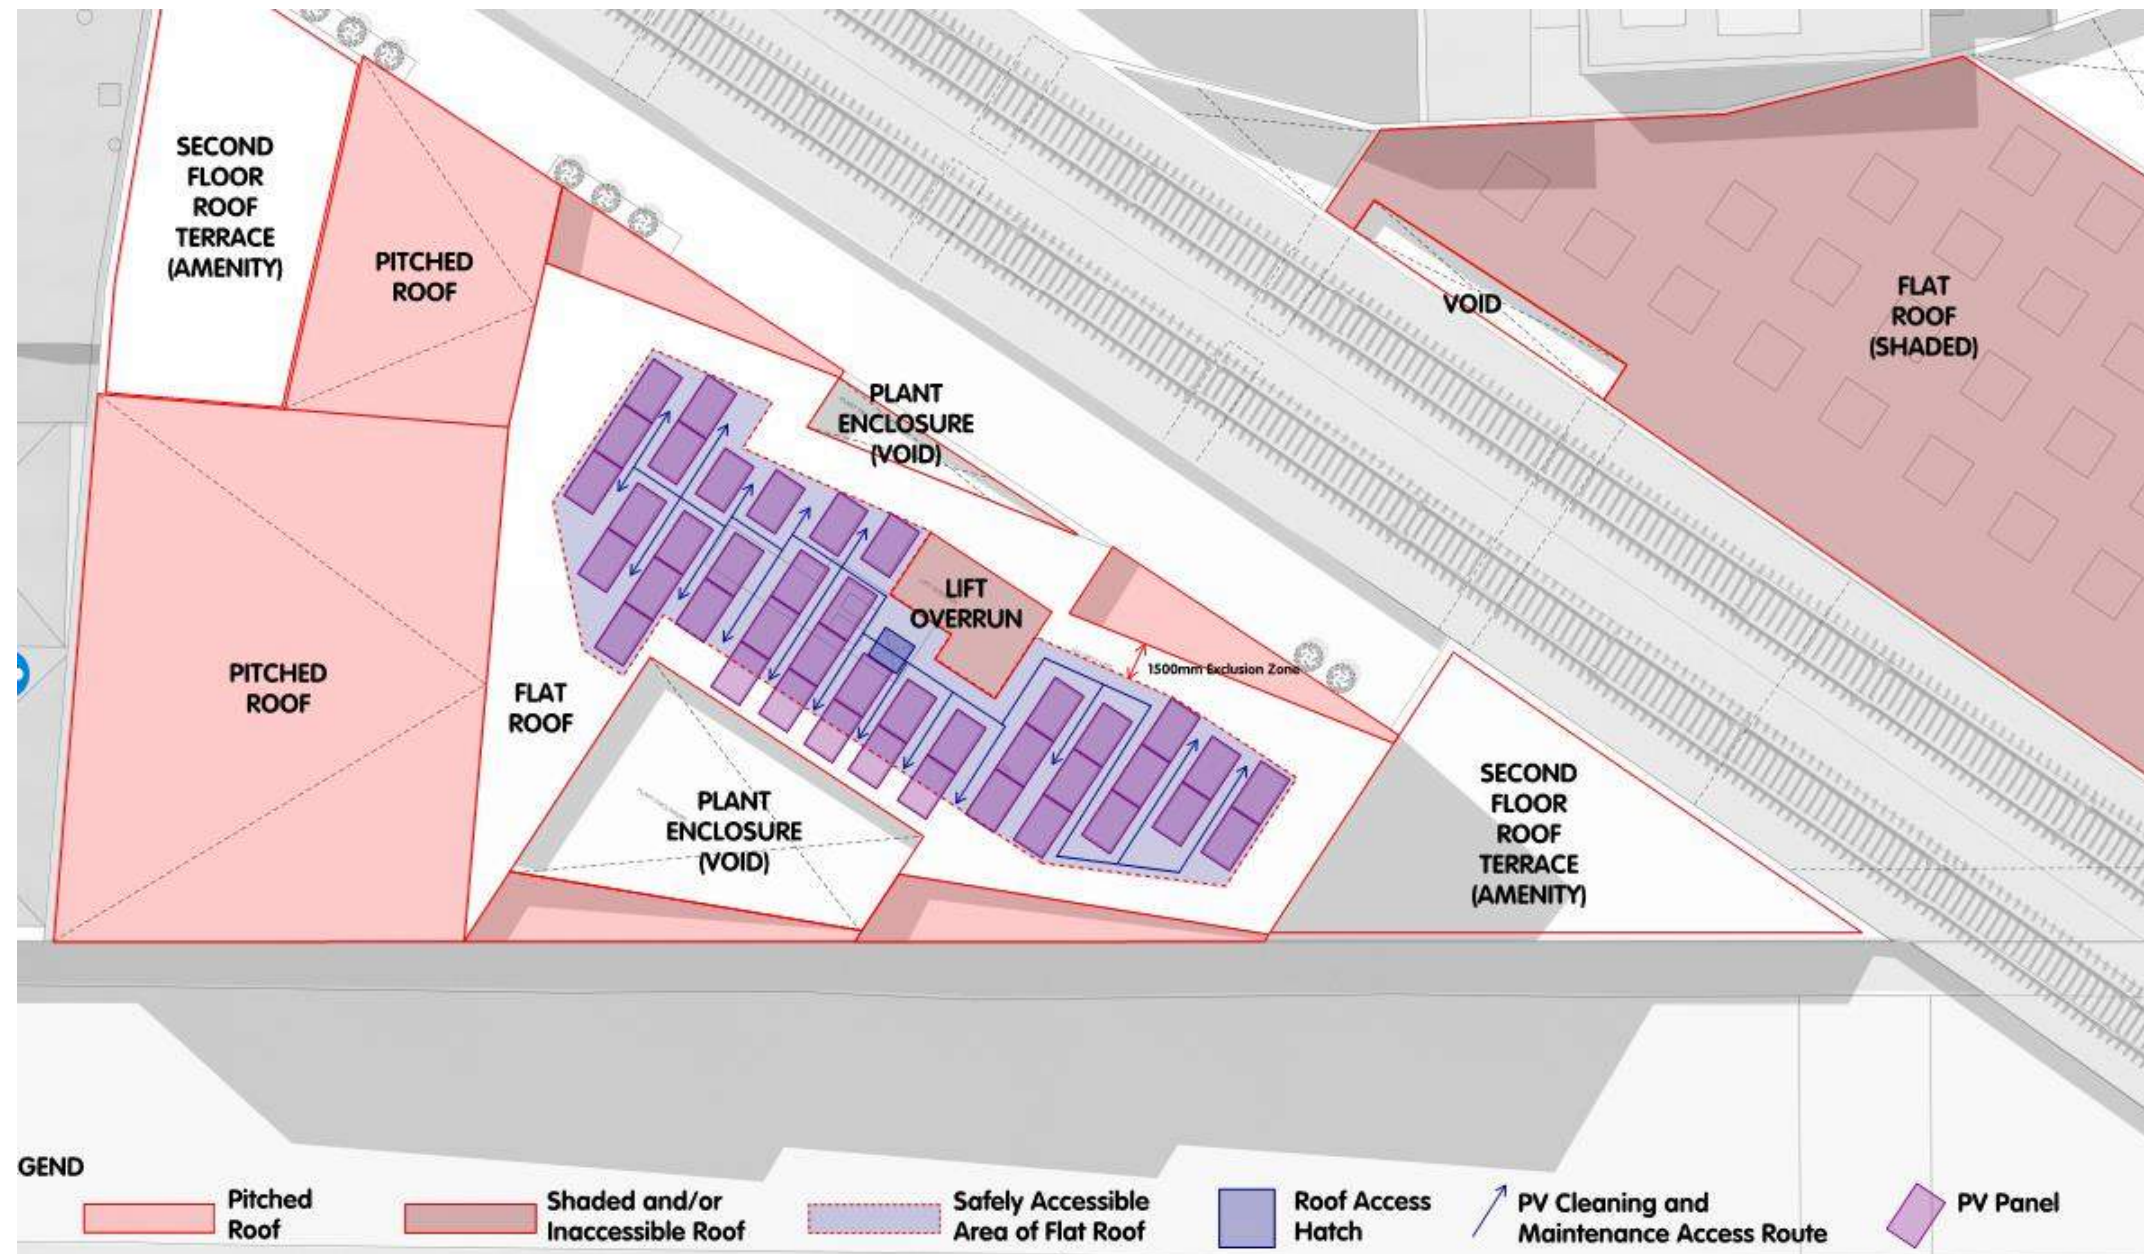 SECOND
FLOOR
ROOF
TERRACE
(AMENITY)
PITCHED
ROOF
PLANT
ENCLOSURE
(VOID)
VOID
FLAT
ROOF
(SHADED)
LIFT
OVERRUN
1500mm Exclusion Zone
PITCHED
ROOF
FLAT
ROOF
PLANT
ENCLOSURE
(VOID)
SECOND
FLOOR
ROOF
TERRACE
(AMENITY)
GEND
Pitched
Roof
Shaded and/or
Inaccessible Roof
Safely Accessible
Area of Flat Roof
Roof Access
Hatch
PV Cleaning and
Maintenance Access Route
PV Panel